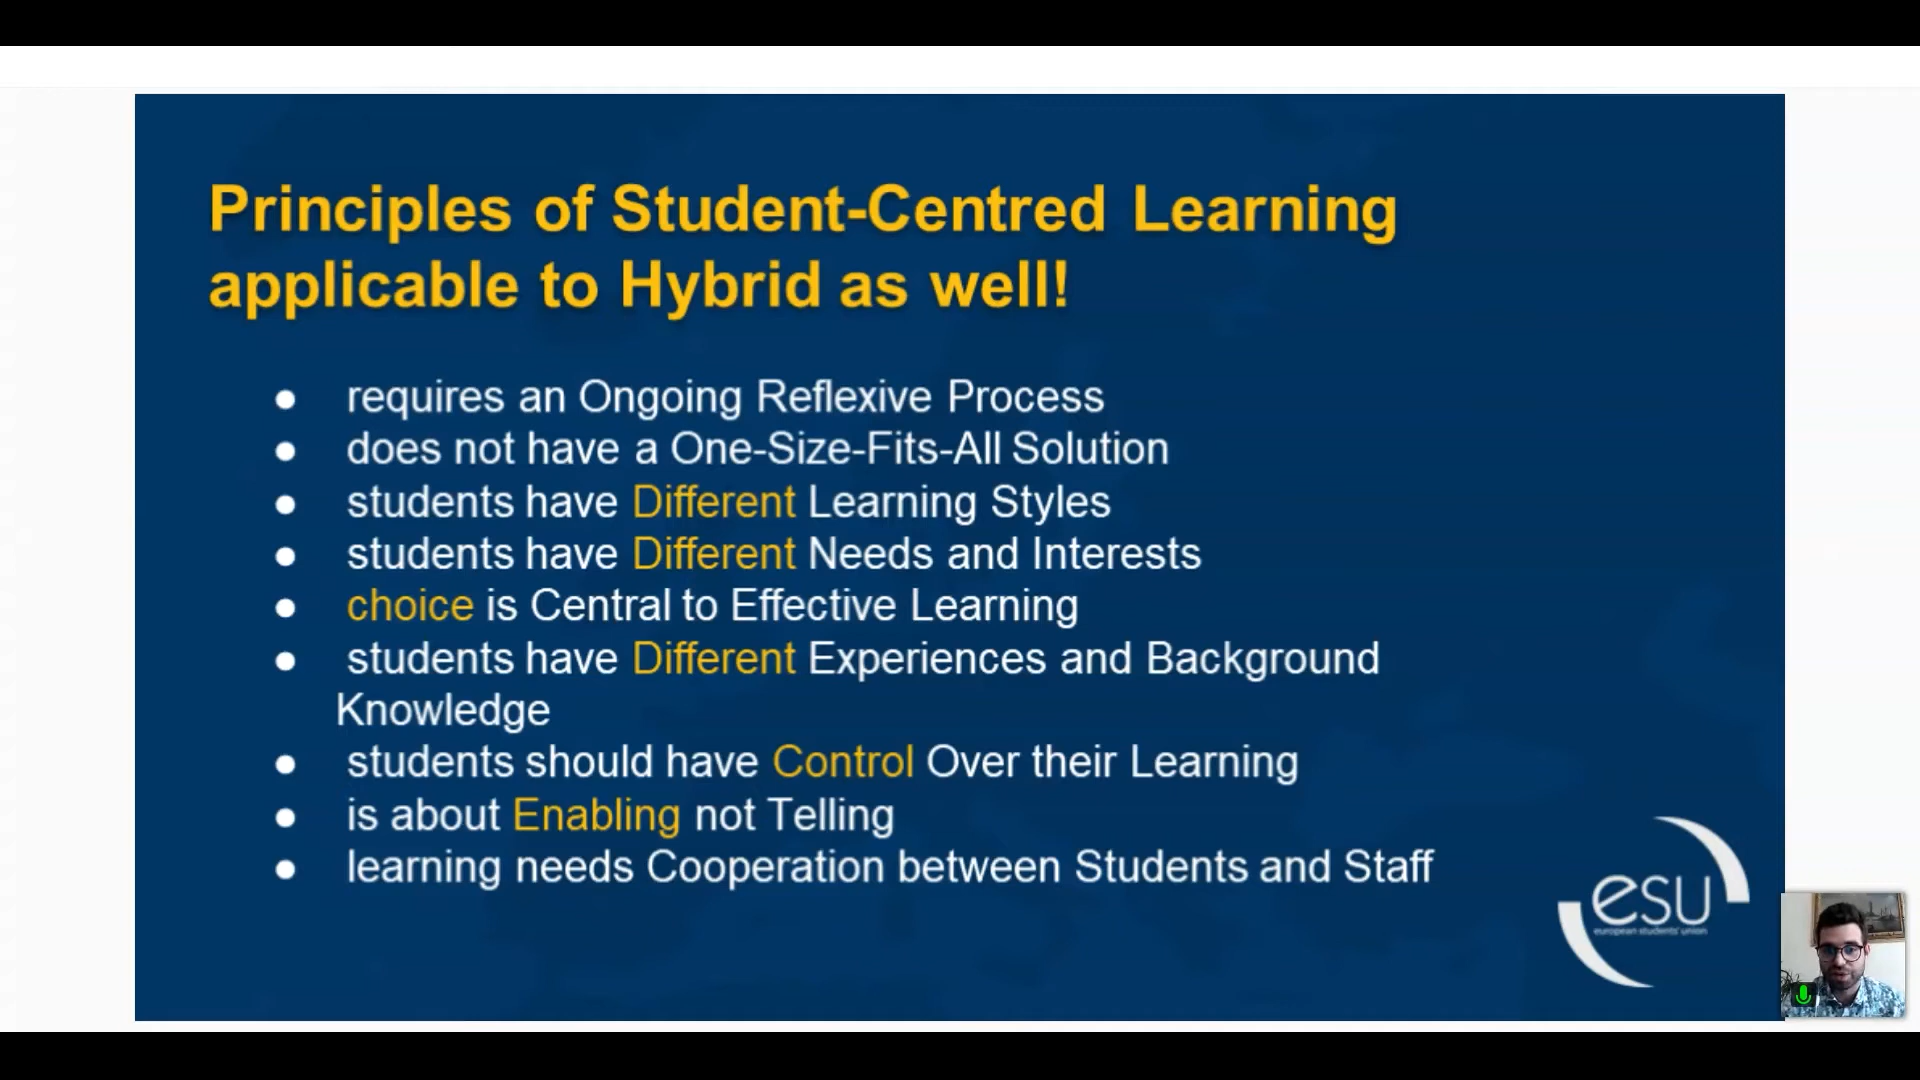 Principles of Student-Centred Learning
applicable to Hybrid as well!
● requires an Ongoing Reflexive Process
● does not have a One-Size-Fits-All Solution
● students have Different Learning Styles
● students have Different Needs and Interests
● choice is Central to Effective Learning
● students have Different Experiences and Background
Knowledge
● students should have Control Over their Learning
● is about Enabling not Telling
● learning needs Cooperation between Students and Staff
esu
european students' union